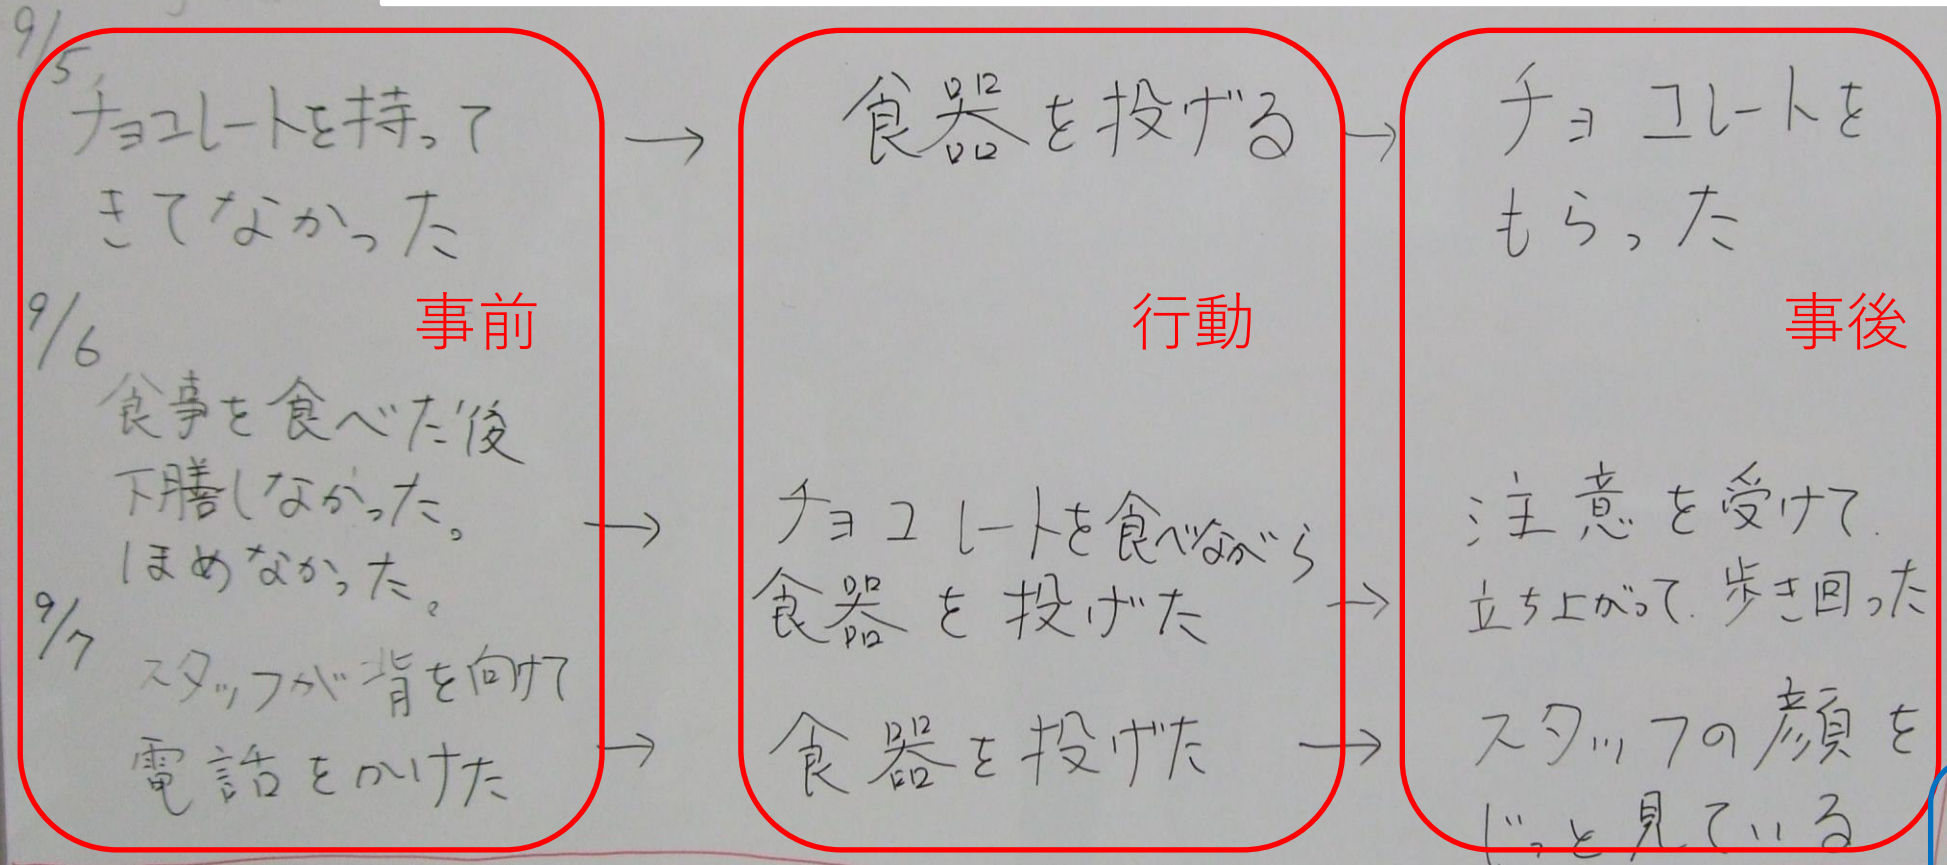 9/5
チョコレートを持って
きてなかった
→
食器を投げる
→
チョコレートを
もらった
事前
行動
事後
9/6
食事を食べた後
下膳しなかった。
ほめなかった。
→
チョコレートを食べながら
食器を投げた
→
注意を受けて
立ち上がって歩き回った
9/7
スタッフが背を向けて
電話をかけた
→
食器を投げた
→
スタッフの顔を
じっと見ている